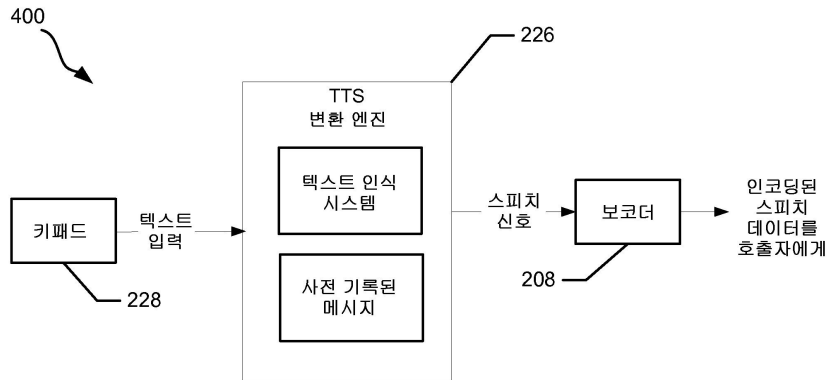 400
226
TTS
변환 엔진
텍스트 인식
시스템
키패드
텍스트
입력
스피치
신호
보코더
인코딩된
스피치
데이터를
호출자에게
228
사전 기록된
메시지
208